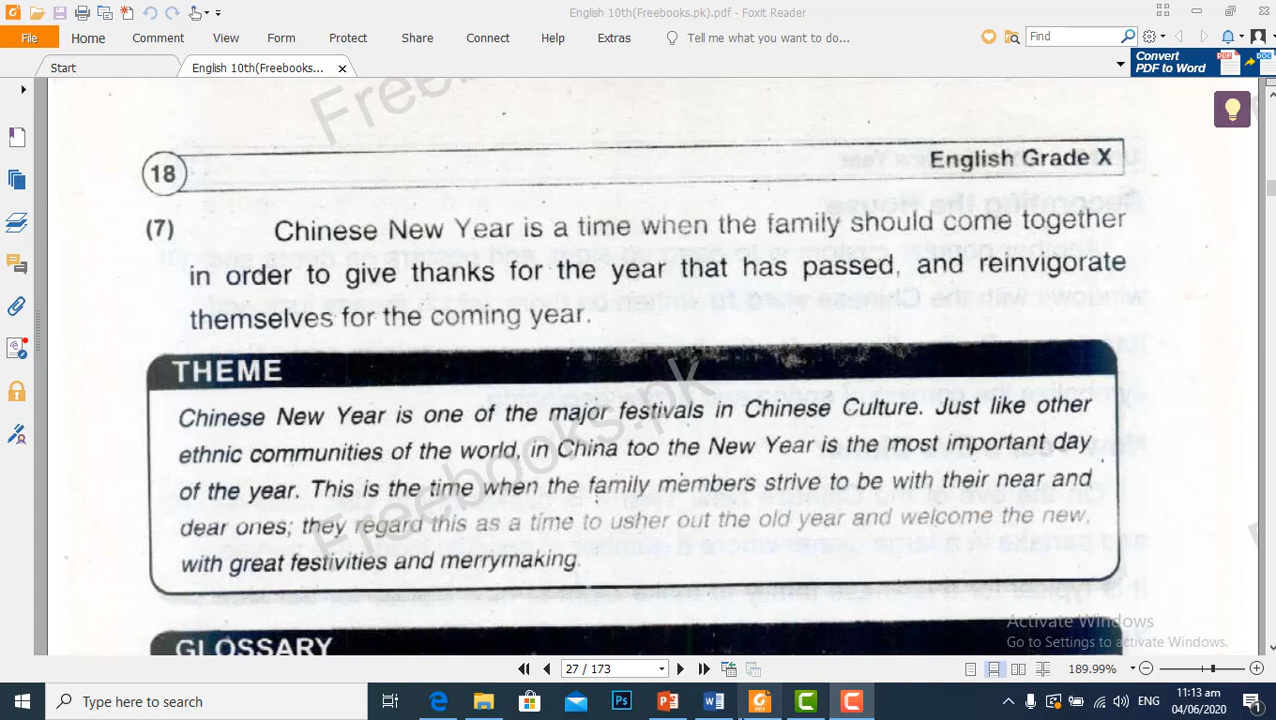 English 10th(Freebooks.pk).pdf - Foxit Reader
File Home Comment View Form Protect Share Connect Help Extras Tell me what you want to do... Find
Start English 10th(Freebooks... Convert
PDF to Word
Freebooks.pk
18 English Grade X
(7) Chinese New Year is a time when the family should come together
in order to give thanks for the year that has passed, and reinvigorate
themselves for the coming year.
THEME
Chinese New Year is one of the major festivals in Chinese Culture. Just like other
ethnic communities of the world, in China too the New Year is the most important day
of the year. This is the time when the family members strive to be with their near and
dear ones; they regard this as a time to usher out the old year and welcome the new,
with great festivities and merrymaking.
Activate Windows
Go to Settings to activate Windows.
GLOSSARY
27 / 173 189.99%
Type here to search ENG 11:13 am
04/06/2020